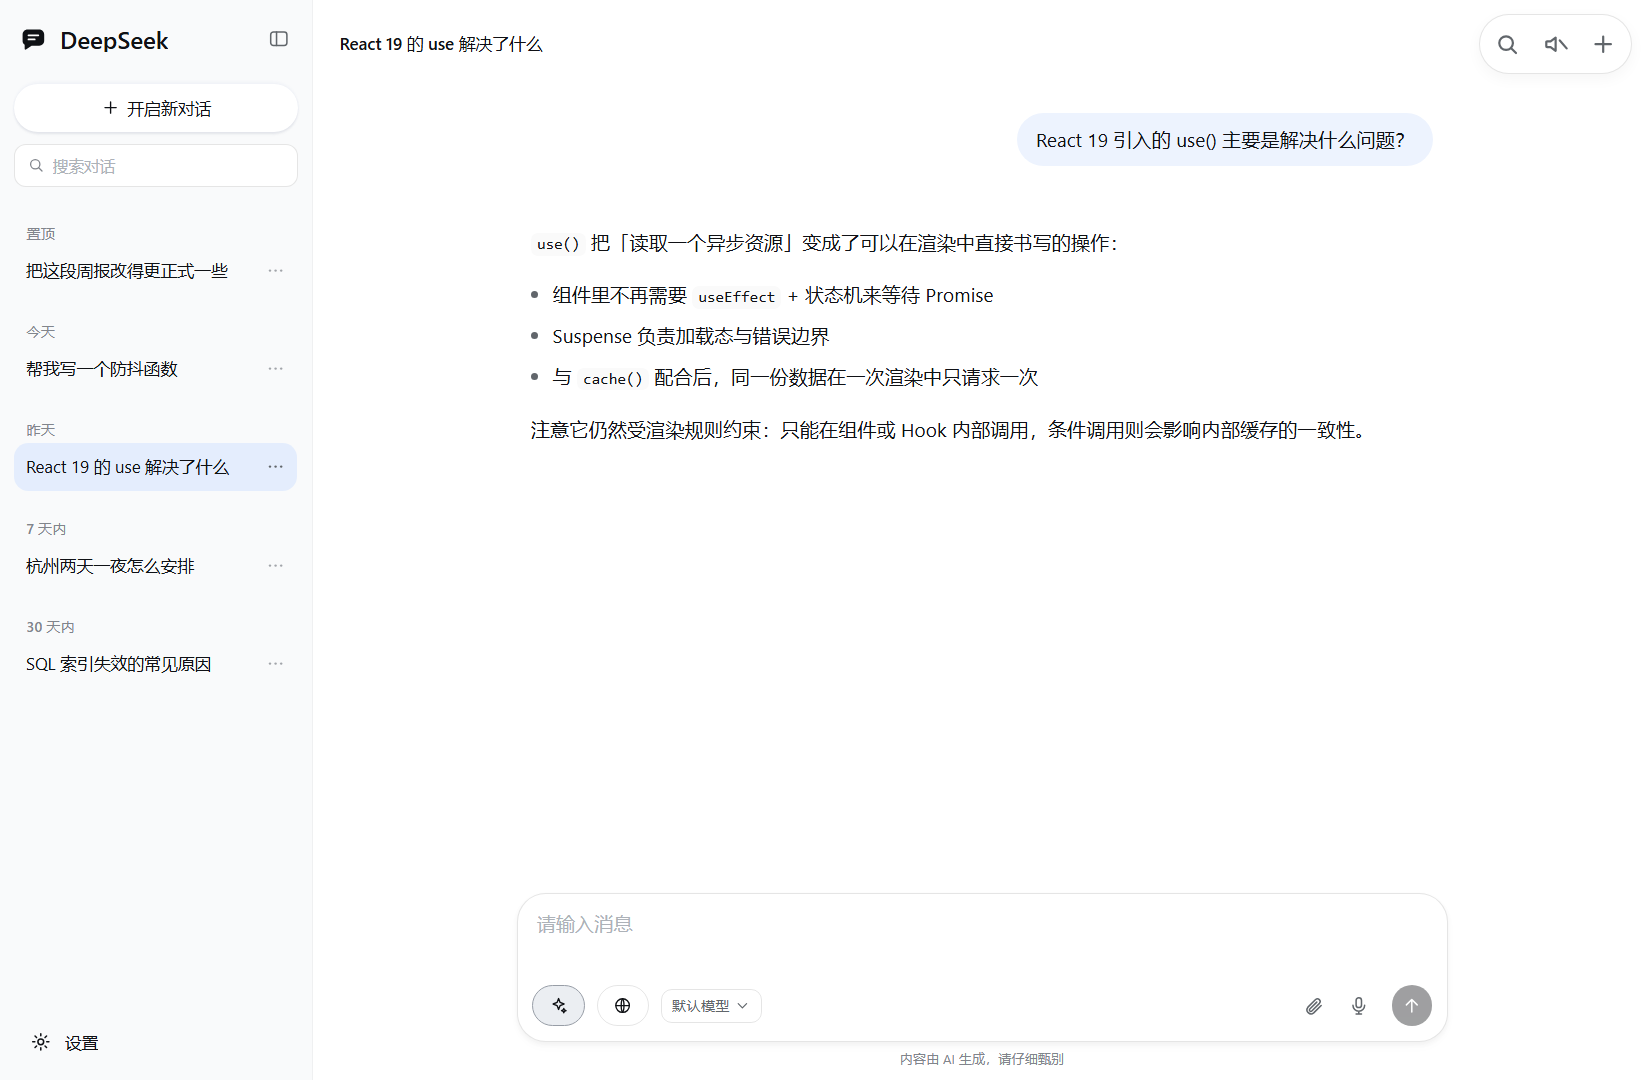 DeepSeek
开启新对话
搜索对话
置顶
把这段周报改得更正式一些
今天
帮我写一个防抖函数
昨天
React 19 的 use 解决了什么
7 天内
杭州两天一夜怎么安排
30 天内
SQL 索引失效的常见原因
设置
React 19 的 use 解决了什么
React 19 引入的 use() 主要是解决什么问题？
use() 把「读取一个异步资源」变成了可以在渲染中直接书写的操作：
组件里不再需要 useEffect + 状态机来等待 Promise
Suspense 负责加载态与错误边界
与 cache() 配合后，同一份数据在一次渲染中只请求一次
注意它仍然受渲染规则约束：只能在组件或 Hook 内部调用，条件调用则会影响内部缓存的一致性。
请输入消息
默认模型
内容由 AI 生成，请仔细甄别